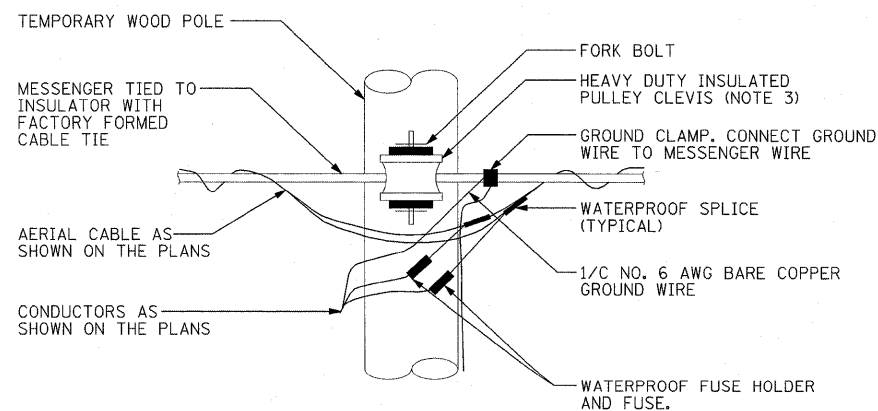 TEMPORARY WOOD POLE
MESSENGER TIED TO
INSULATOR WITH
FACTORY FORMED
CABLE TIE
AERIAL CABLE AS
SHOWN ON THE PLANS
CONDUCTORS AS
SHOWN ON THE PLANS
FORK BOLT
HEAVY DUTY INSULATED
PULLEY CLEVIS (NOTE 3)
GROUND CLAMP. CONNECT GROUND
WIRE TO MESSENGER WIRE
WATERPROOF SPLICE
(TYPICAL)
1/C NO. 6 AWG BARE COPPER
GROUND WIRE
WATERPROOF FUSE HOLDER
AND FUSE.